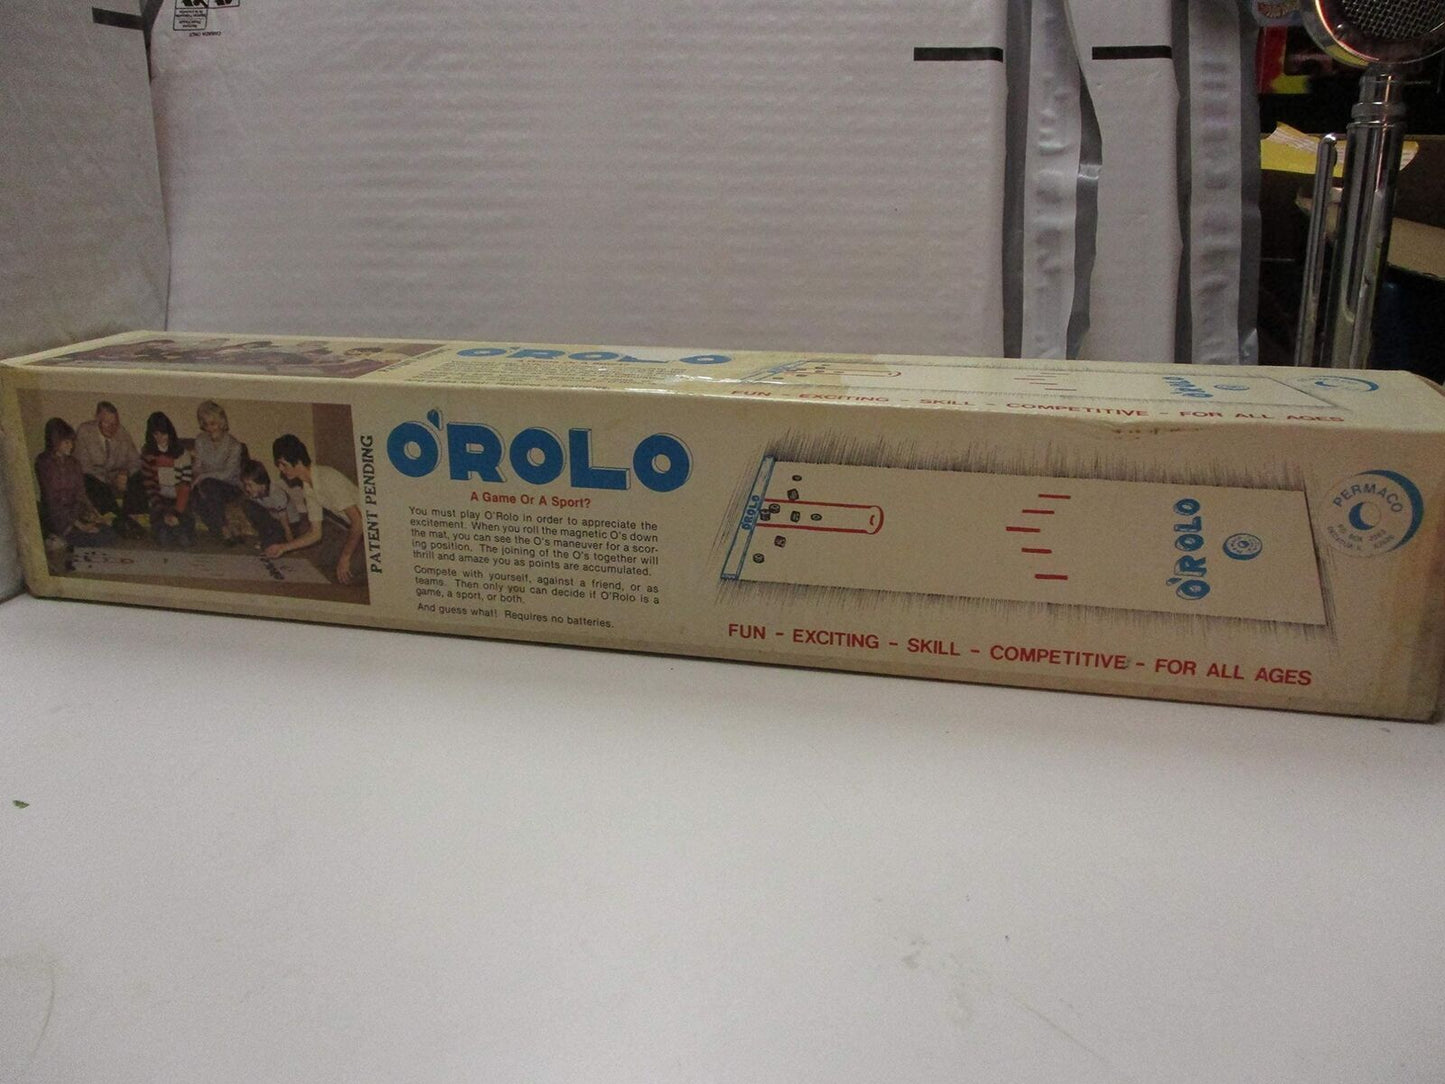 O'ROLO
FUN - EXCITING - SKILL - COMPETITIVE - FOR ALL AGES
O'ROLO
PATENT PENDING
O'ROLO
A Game Or A Sport?
You must play O'Rolo in order to appreciate the
excitement. When you roll the magnetic O's down
the mat, you can see the O's maneuver for a scor-
ing position. The joining of the O's together will
thrill and amaze you as points are accumulated.
Compete with yourself, against a friend, or as
teams. Then only you can decide if O'Rolo is a
game, a sport, or both.
And guess what! Requires no batteries.
O'ROLO
O'ROLO
PERMACO
FUN - EXCITING - SKILL - COMPETITIVE - FOR ALL AGES